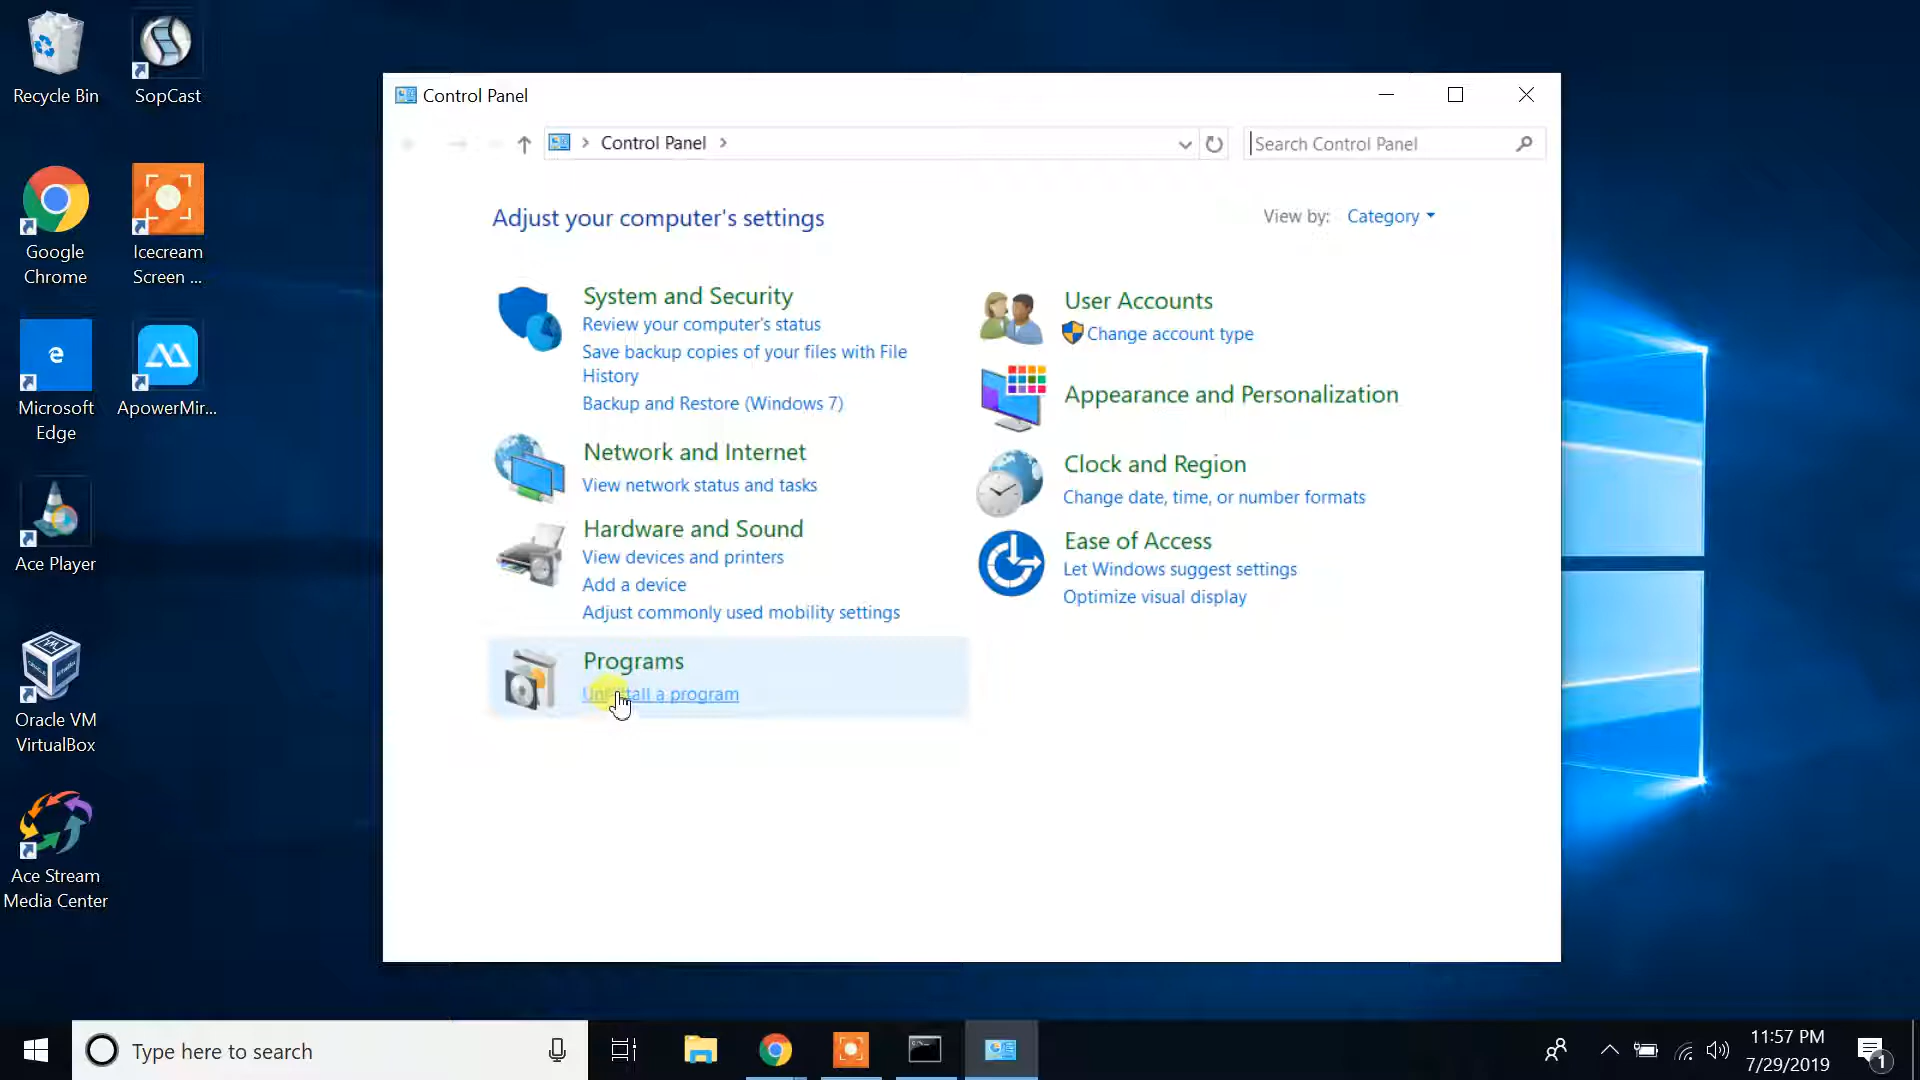 Recycle Bin
SopCast
Google
Chrome
Icecream
Screen ...
Microsoft
Edge
ApowerMir...
Ace Player
Oracle VM
VirtualBox
Ace Stream
Media Center
Control Panel
Control Panel
Search Control Panel
Adjust your computer's settings
View by: Category
System and Security
Review your computer's status
Save backup copies of your files with File
History
Backup and Restore (Windows 7)
Network and Internet
View network status and tasks
Hardware and Sound
View devices and printers
Add a device
Adjust commonly used mobility settings
Programs
Uninstall a program
User Accounts
Change account type
Appearance and Personalization
Clock and Region
Change date, time, or number formats
Ease of Access
Let Windows suggest settings
Optimize visual display
Type here to search
11:57 PM
7/29/2019
1